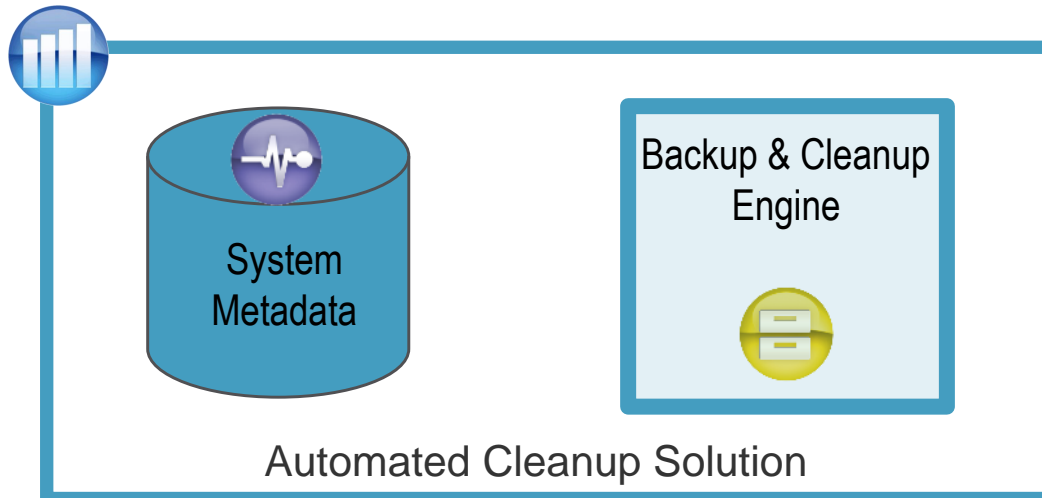 System
Metadata
Backup & Cleanup
Engine
Automated Cleanup Solution